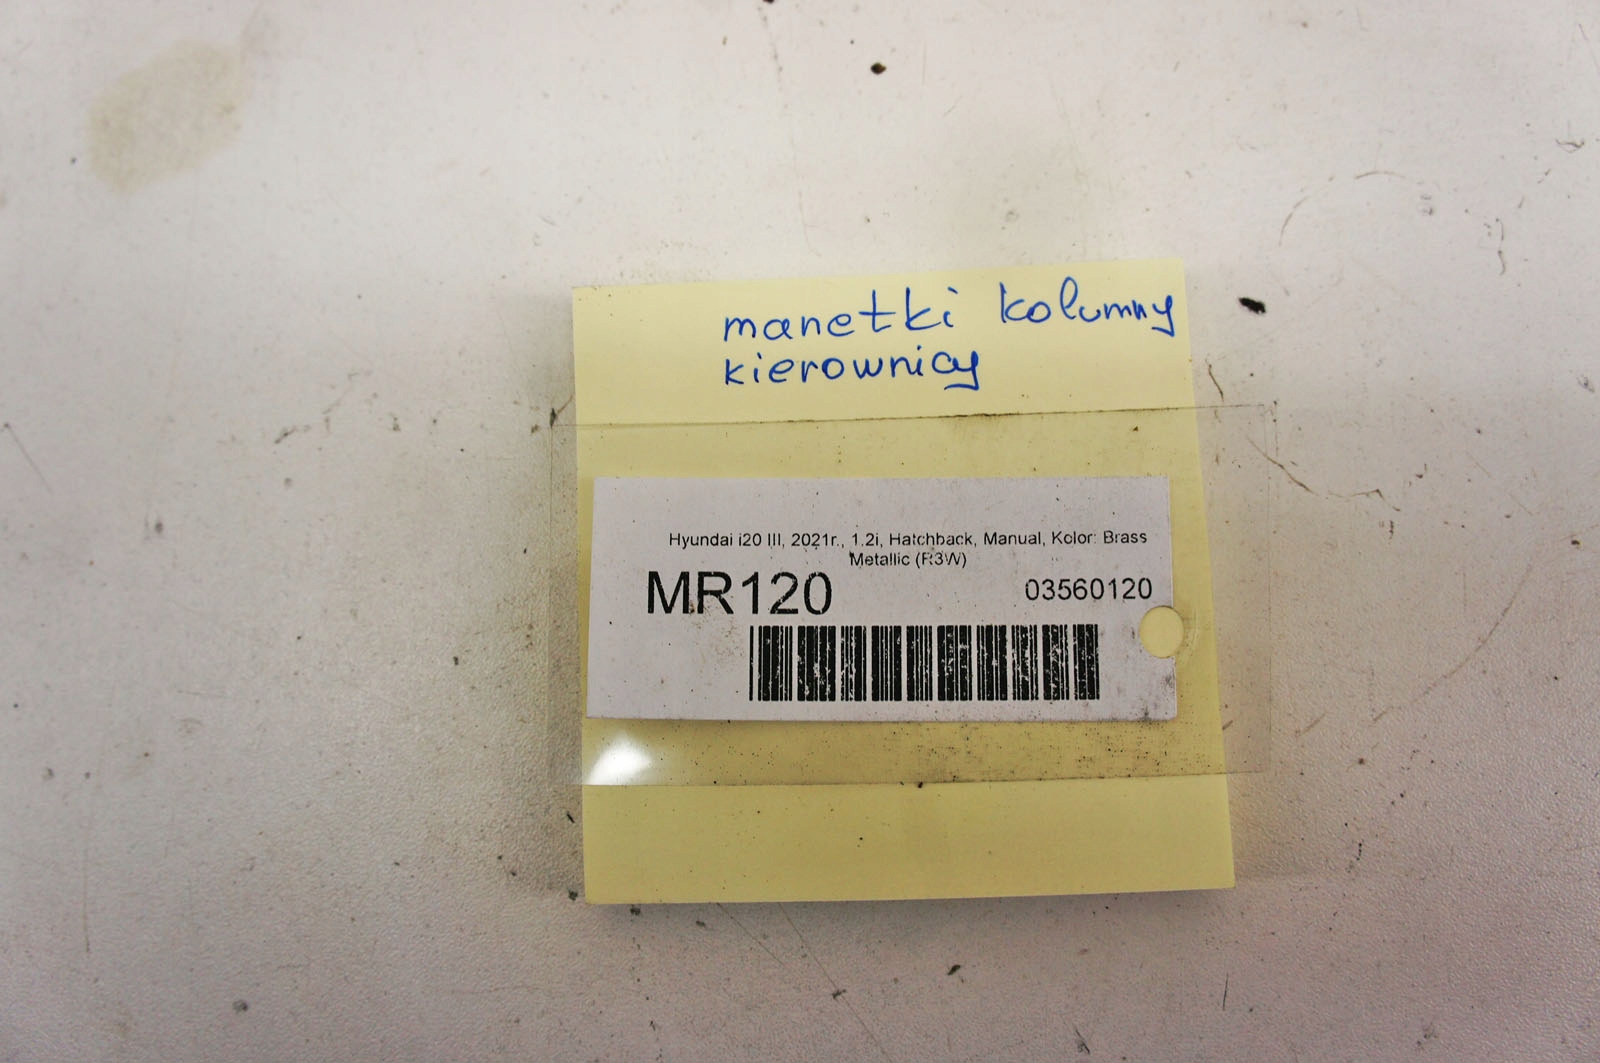 manetki kolumny
kierownicy
Hyundai i20 III, 2021r., 1.2i, Hatchback, Manual, Kolor: Brass
Metallic (R3W)
MR120 03560120